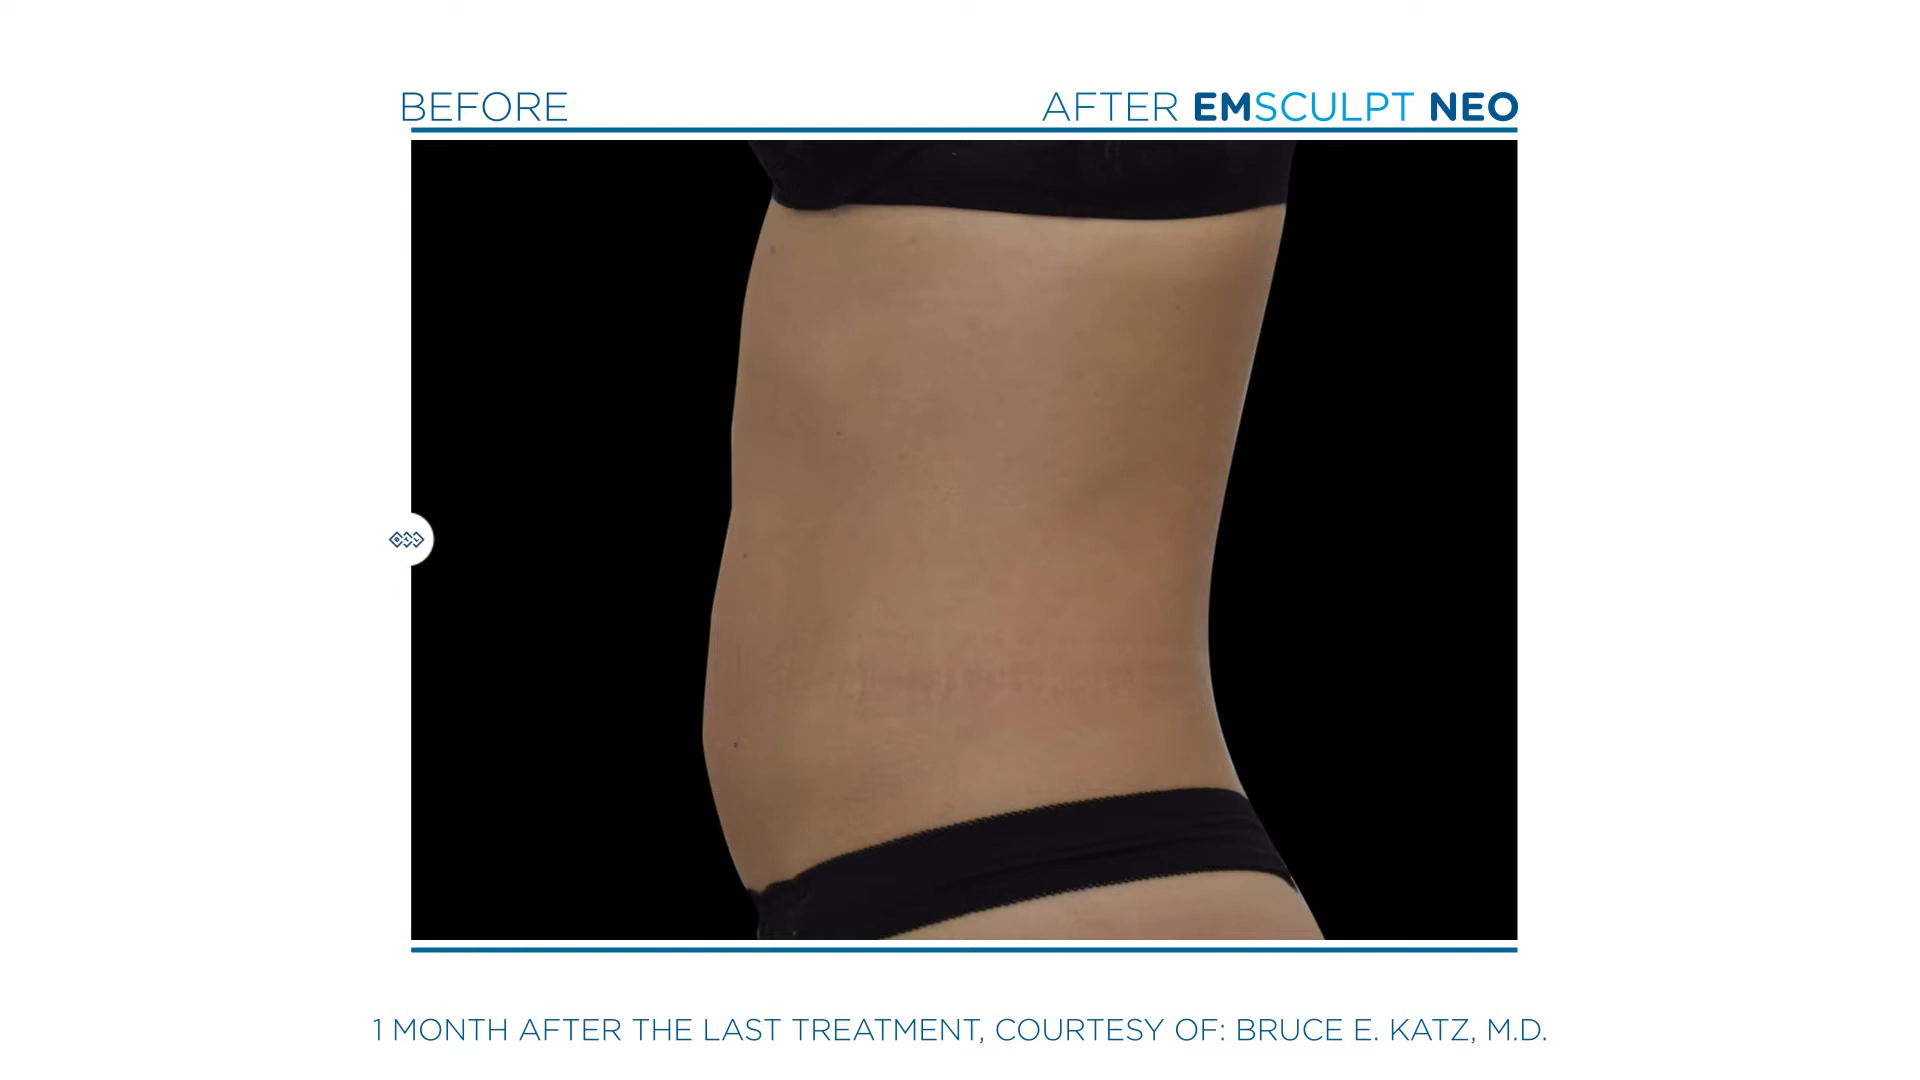 BEFORE
AFTER EMSCULPT NEO
1 MONTH AFTER THE LAST TREATMENT, COURTESY OF: BRUCE E. KATZ, M.D.